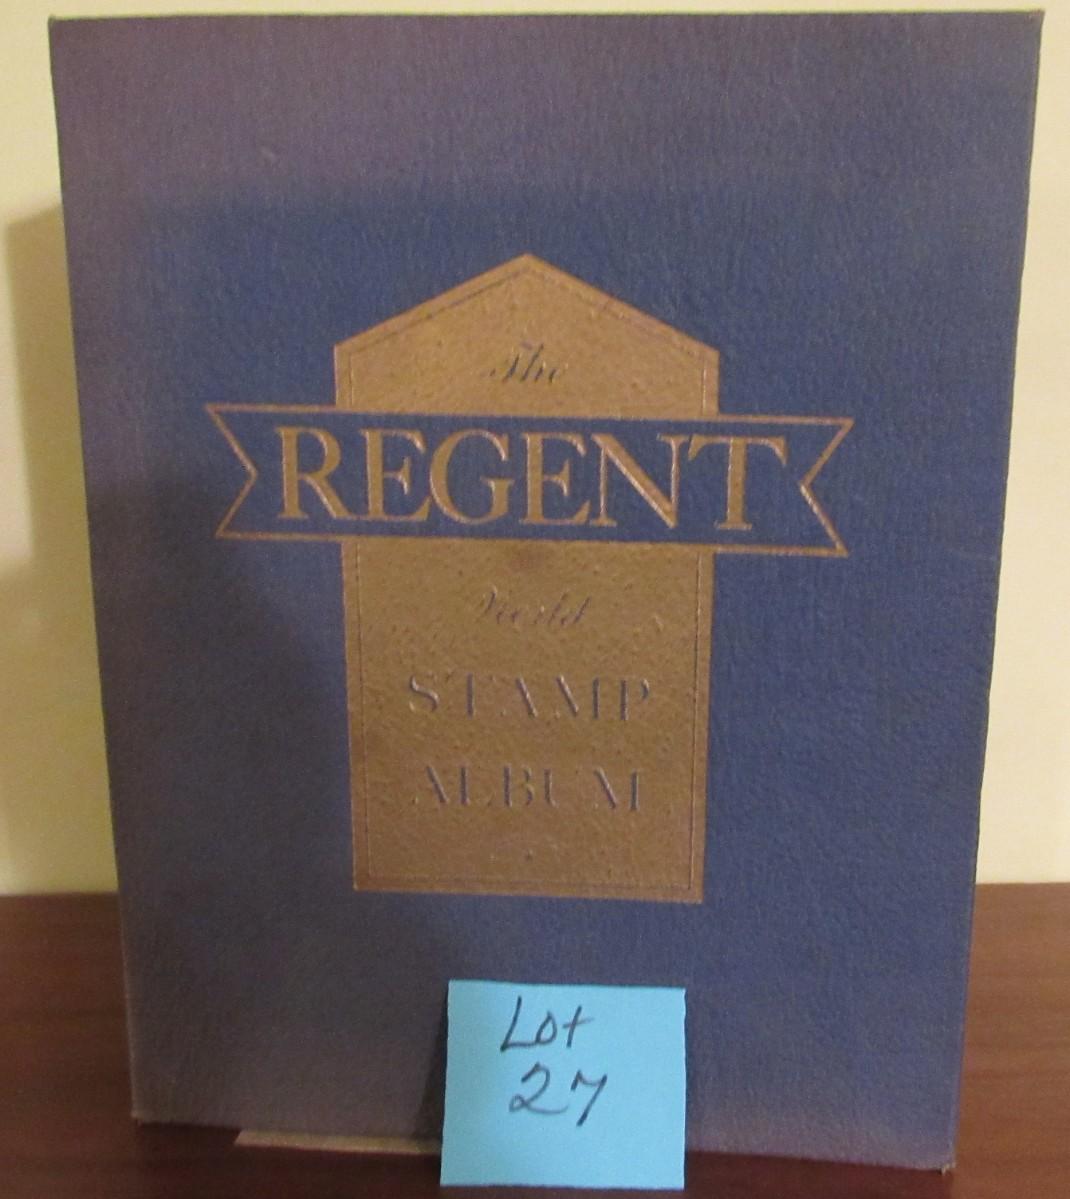 The
REGENT
World
STAMP
ALBUM
Lot
27